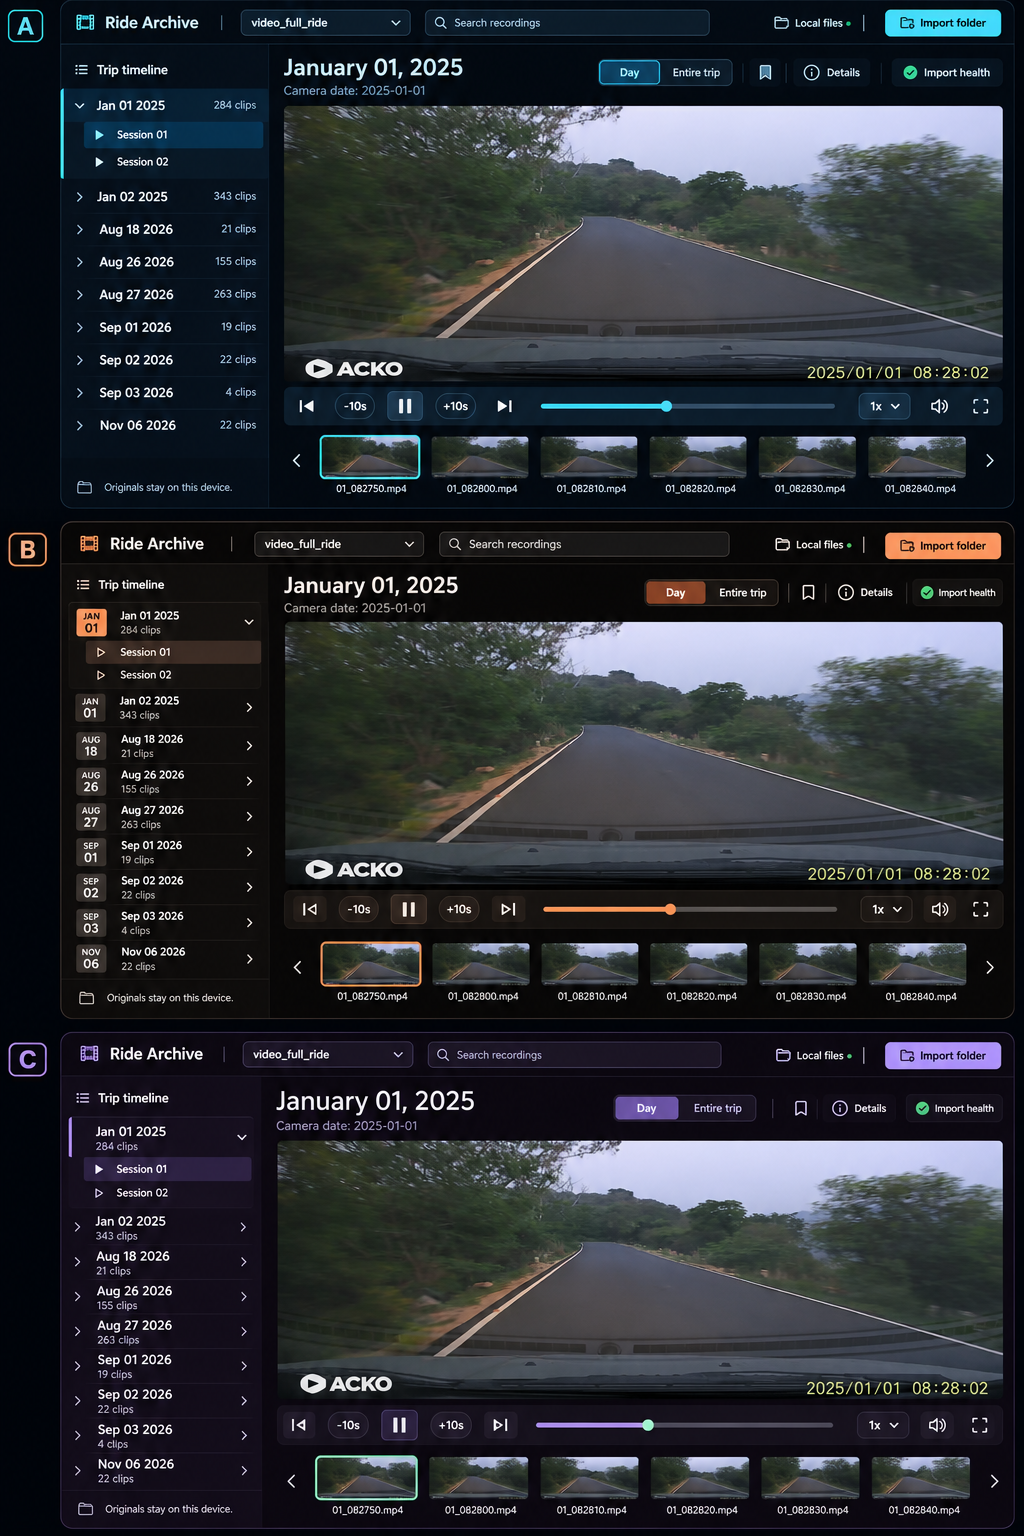 A
Ride Archive
video_full_ride
Search recordings
Local files
Import folder
Trip timeline
Jan 01 2025
284 clips
Session 01
Session 02
Jan 02 2025
343 clips
Aug 18 2026
21 clips
Aug 26 2026
155 clips
Aug 27 2026
263 clips
Sep 01 2026
19 clips
Sep 02 2026
22 clips
Sep 03 2026
4 clips
Nov 06 2026
22 clips
Originals stay on this device.
January 01, 2025
Camera date: 2025-01-01
Day
Entire trip
Details
Import health
ACKO
2025/01/01 08:28:02
-10s
+10s
1x
01_082750.mp4
01_082800.mp4
01_082810.mp4
01_082820.mp4
01_082830.mp4
01_082840.mp4
B
Ride Archive
video_full_ride
Search recordings
Local files
Import folder
Trip timeline
JAN
01
Jan 01 2025
284 clips
Session 01
Session 02
JAN
01
Jan 02 2025
343 clips
AUG
18
Aug 18 2026
21 clips
AUG
26
Aug 26 2026
155 clips
AUG
27
Aug 27 2026
263 clips
SEP
01
Sep 01 2026
19 clips
SEP
02
Sep 02 2026
22 clips
SEP
03
Sep 03 2026
4 clips
NOV
06
Nov 06 2026
22 clips
Originals stay on this device.
January 01, 2025
Camera date: 2025-01-01
Day
Entire trip
Details
Import health
ACKO
2025/01/01 08:28:02
-10s
+10s
1x
01_082750.mp4
01_082800.mp4
01_082810.mp4
01_082820.mp4
01_082830.mp4
01_082840.mp4
C
Ride Archive
video_full_ride
Search recordings
Local files
Import folder
Trip timeline
Jan 01 2025
284 clips
Session 01
Session 02
Jan 02 2025
343 clips
Aug 18 2026
21 clips
Aug 26 2026
155 clips
Aug 27 2026
263 clips
Sep 01 2026
19 clips
Sep 02 2026
22 clips
Sep 03 2026
4 clips
Nov 06 2026
22 clips
Originals stay on this device.
January 01, 2025
Camera date: 2025-01-01
Day
Entire trip
Details
Import health
ACKO
2025/01/01 08:28:02
-10s
+10s
1x
01_082750.mp4
01_082800.mp4
01_082810.mp4
01_082820.mp4
01_082830.mp4
01_082840.mp4